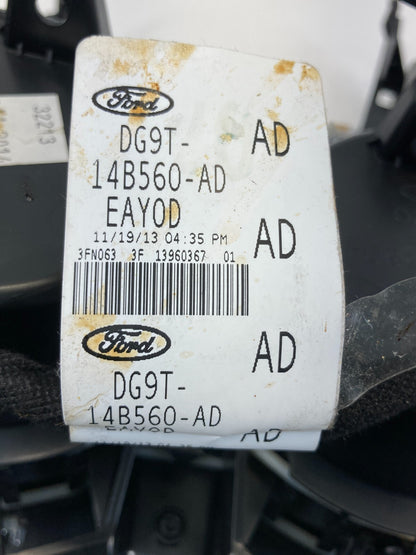 Ford
DG9T- AD
14B560-AD
EAYOD
11/19/13 04:35 PM AD
3FN063 3F 13960367 01
Ford
AD
DG9T-
14B560-AD
EAYOD AD
32213